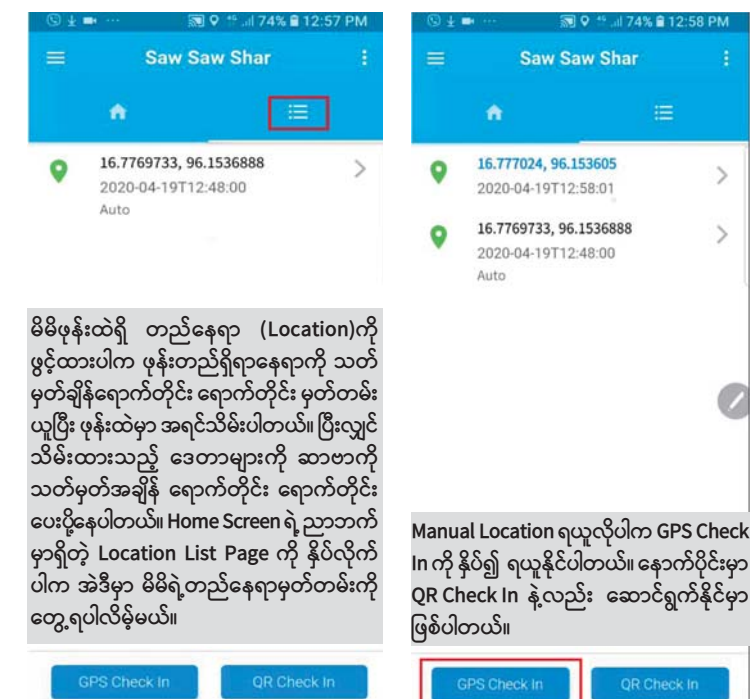 74% 12:57 PM
Saw Saw Shar
16.7769733, 96.1536888
2020-04-19T12:48:00
Auto
မိမိဖုန်းထဲရှိ တည်နေရာ (Location)ကို
ဖွင့်ထားပါက ဖုန်းတည်ရှိရာနေရာကို သတ်
မှတ်ချိန်ရောက်တိုင်း ရောက်တိုင်း မှတ်တမ်း
ယူပြီး ဖုန်းထဲမှာ အရင်သိမ်းပါတယ်။ ပြီးလျှင်
သိမ်းထားသည့် ဒေတာများကို ဆာဗာကို
သတ်မှတ်အချိန် ရောက်တိုင်း ရောက်တိုင်း
ပေးပို့နေပါတယ်။ Home Screen ရဲ့ ညာဘက်
မှာရှိတဲ့ Location List Page ကို နှိပ်လိုက်
ပါက အဲဒီမှာ မိမိရဲ့တည်နေရာမှတ်တမ်းကို
တွေ့ရပါလိမ့်မယ်။
GPS Check In QR Check In
74% 12:58 PM
Saw Saw Shar
16.777024, 96.153605
2020-04-19T12:58:01
16.7769733, 96.1536888
2020-04-19T12:48:00
Auto
Manual Location ရယူလိုပါက GPS Check
In ကို နှိပ်၍ ရယူနိုင်ပါတယ်။ နောက်ပိုင်းမှာ
QR Check In နဲ့လည်း ဆောင်ရွက်နိုင်မှာ
ဖြစ်ပါတယ်။
GPS Check In QR Check In